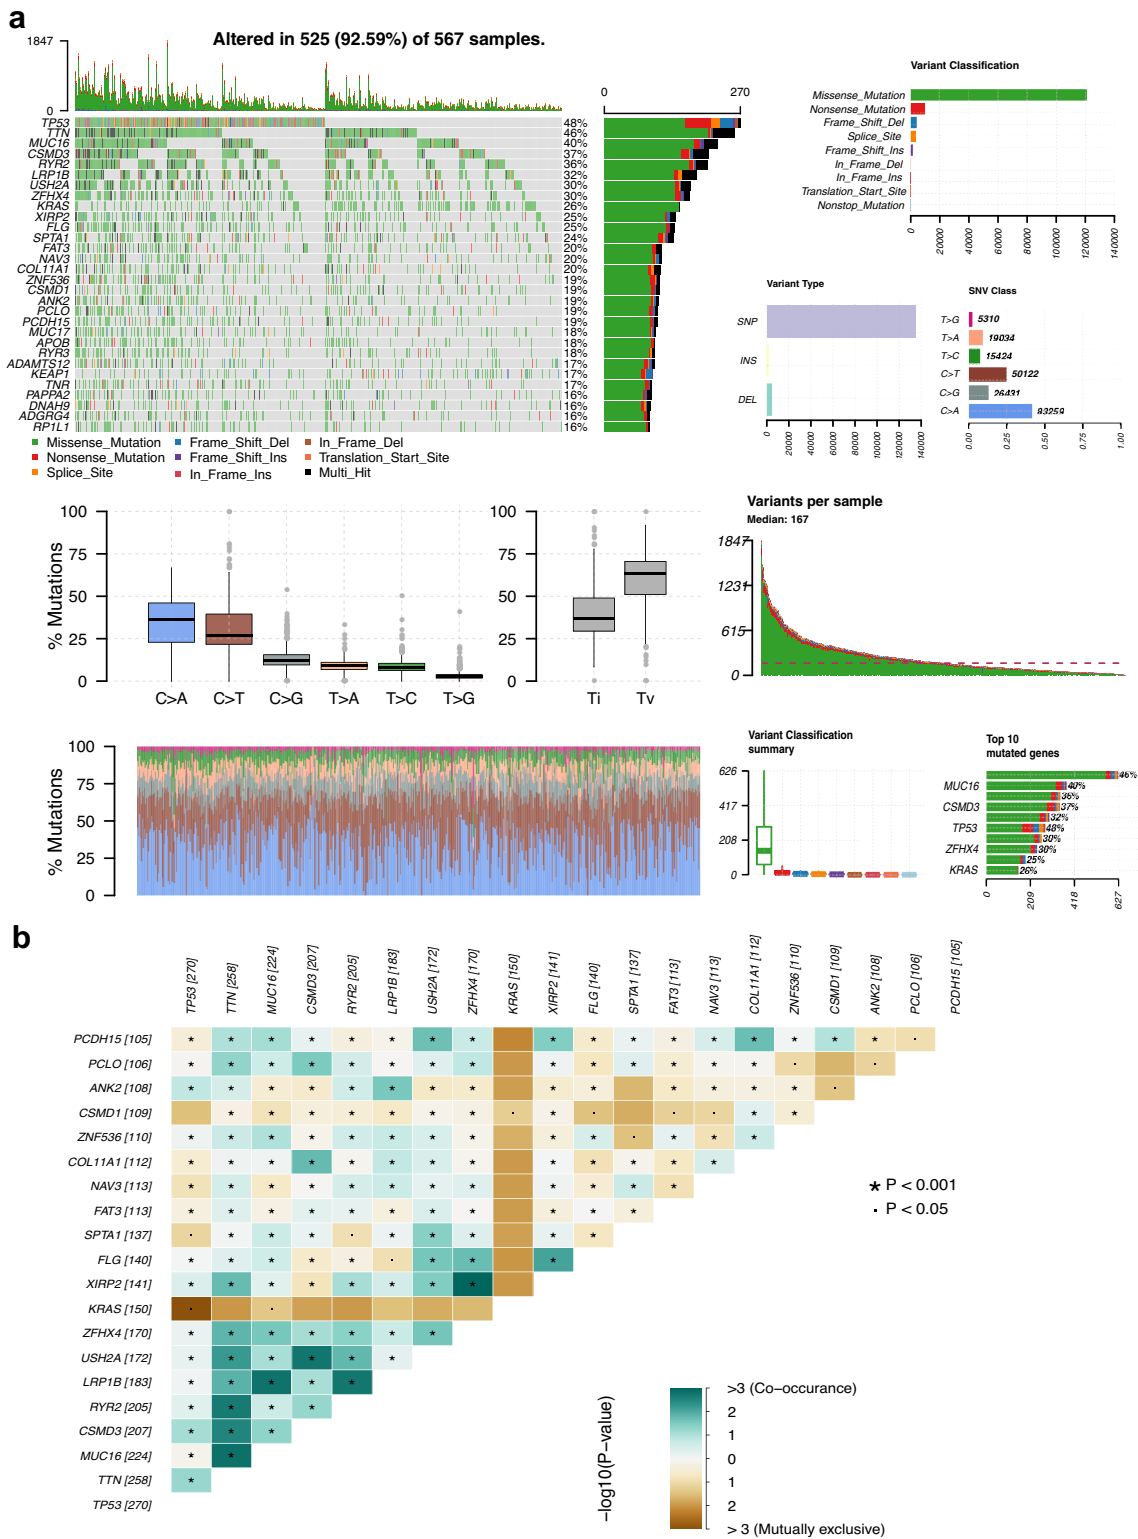 a
Altered in 525 (92.59%) of 567 samples.
1847
0
0
270
TP53 48%
TTN 46%
MUC16 40%
CSMD3 37%
RYR2 36%
LRP1B 32%
USH2A 30%
ZFHX4 30%
KRAS 26%
XIRP2 25%
FLG 25%
SPTA1 24%
FAT3 20%
NAV3 20%
COL11A1 20%
ZNF536 19%
CSMD1 19%
ANK2 19%
PCLO 19%
PCDH15 19%
MUC17 18%
APOB 18%
RYR3 18%
ADAMTS12 17%
KEAP1 17%
TNR 17%
PAPPA2 16%
DNAH9 16%
ADGRG4 16%
RP1L1 16%
Missense_Mutation Frame_Shift_Del In_Frame_Del
Nonsense_Mutation Frame_Shift_Ins Translation_Start_Site
Splice_Site In_Frame_Ins Multi_Hit
Variant Classification
Missense_Mutation
Nonsense_Mutation
Frame_Shift_Del
Splice_Site
Frame_Shift_Ins
In_Frame_Del
In_Frame_Ins
Translation_Start_Site
Nonstop_Mutation
0 20000 40000 60000 80000 100000 120000 140000
Variant Type
SNP
INS
DEL
0 20000 40000 60000 80000 100000 120000 140000
SNV Class
T>G 5310
T>A 19034
T>C 15424
C>T 50122
C>G 26431
C>A 83259
0.00 0.25 0.50 0.75 1.00
% Mutations
100
75
50
25
0
C>A C>T C>G T>A T>C T>G
% Mutations
100
75
50
25
0
Ti Tv
Variants per sample
Median: 167
1847
1231
615
0
% Mutations
100
75
50
25
0
Variant Classification
summary
626
417
208
0
Top 10
mutated genes
46%
MUC16 40%
36%
CSMD3 37%
32%
TP53 48%
30%
ZFHX4 30%
25%
KRAS 26%
0 209 418 627
b
TP53 [270]
TTN [258]
MUC16 [224]
CSMD3 [207]
RYR2 [205]
LRP1B [183]
USH2A [172]
ZFHX4 [170]
KRAS [150]
XIRP2 [141]
FLG [140]
SPTA1 [137]
FAT3 [113]
NAV3 [113]
COL11A1 [112]
ZNF536 [110]
CSMD1 [109]
ANK2 [108]
PCLO [106]
PCDH15 [105]
PCDH15 [105]
PCLO [106]
ANK2 [108]
CSMD1 [109]
ZNF536 [110]
COL11A1 [112]
NAV3 [113]
FAT3 [113]
SPTA1 [137]
FLG [140]
XIRP2 [141]
KRAS [150]
ZFHX4 [170]
USH2A [172]
LRP1B [183]
RYR2 [205]
CSMD3 [207]
MUC16 [224]
TTN [258]
TP53 [270]
* P < 0.001
· P < 0.05
-log10(P-value)
>3 (Co-occurance)
2
1
0
1
2
> 3 (Mutually exclusive)